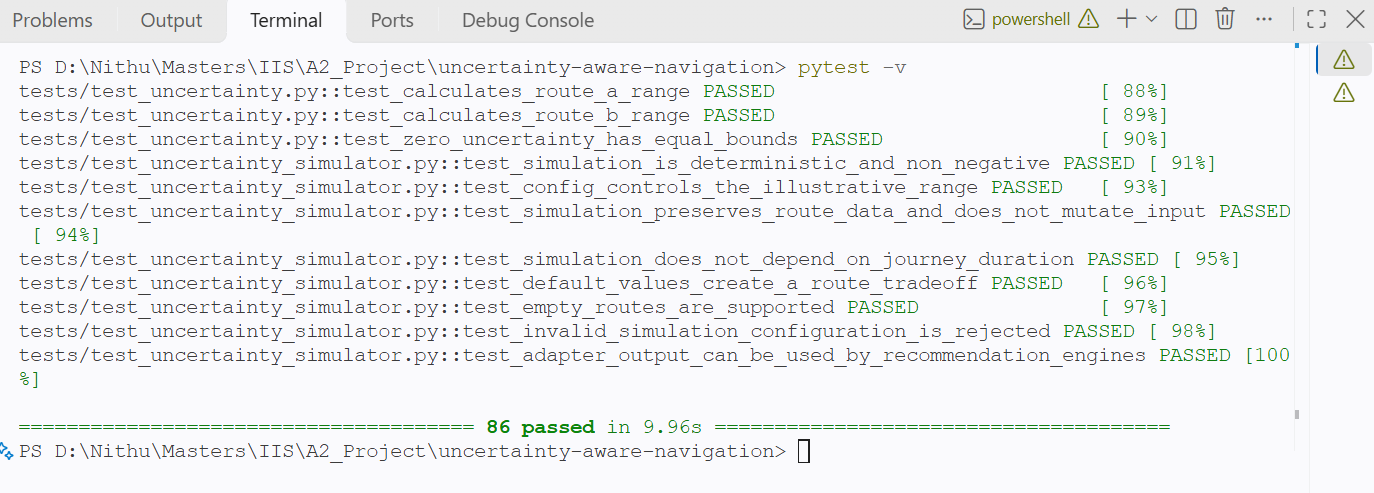 Problems Output Terminal Ports Debug Console powershell
PS D:\Nithu\Masters\IIS\A2_Project\uncertainty-aware-navigation> pytest -v
tests/test_uncertainty.py::test_calculates_route_a_range PASSED [ 88%]
tests/test_uncertainty.py::test_calculates_route_b_range PASSED [ 89%]
tests/test_uncertainty.py::test_zero_uncertainty_has_equal_bounds PASSED [ 90%]
tests/test_uncertainty_simulator.py::test_simulation_is_deterministic_and_non_negative PASSED [ 91%]
tests/test_uncertainty_simulator.py::test_config_controls_the_illustrative_range PASSED [ 93%]
tests/test_uncertainty_simulator.py::test_simulation_preserves_route_data_and_does_not_mutate_input PASSED
[ 94%]
tests/test_uncertainty_simulator.py::test_simulation_does_not_depend_on_journey_duration PASSED [ 95%]
tests/test_uncertainty_simulator.py::test_default_values_create_a_route_tradeoff PASSED [ 96%]
tests/test_uncertainty_simulator.py::test_empty_routes_are_supported PASSED [ 97%]
tests/test_uncertainty_simulator.py::test_invalid_simulation_configuration_is_rejected PASSED [ 98%]
tests/test_uncertainty_simulator.py::test_adapter_output_can_be_used_by_recommendation_engines PASSED [100
%]
====================================== 86 passed in 9.96s ======================================
PS D:\Nithu\Masters\IIS\A2_Project\uncertainty-aware-navigation>